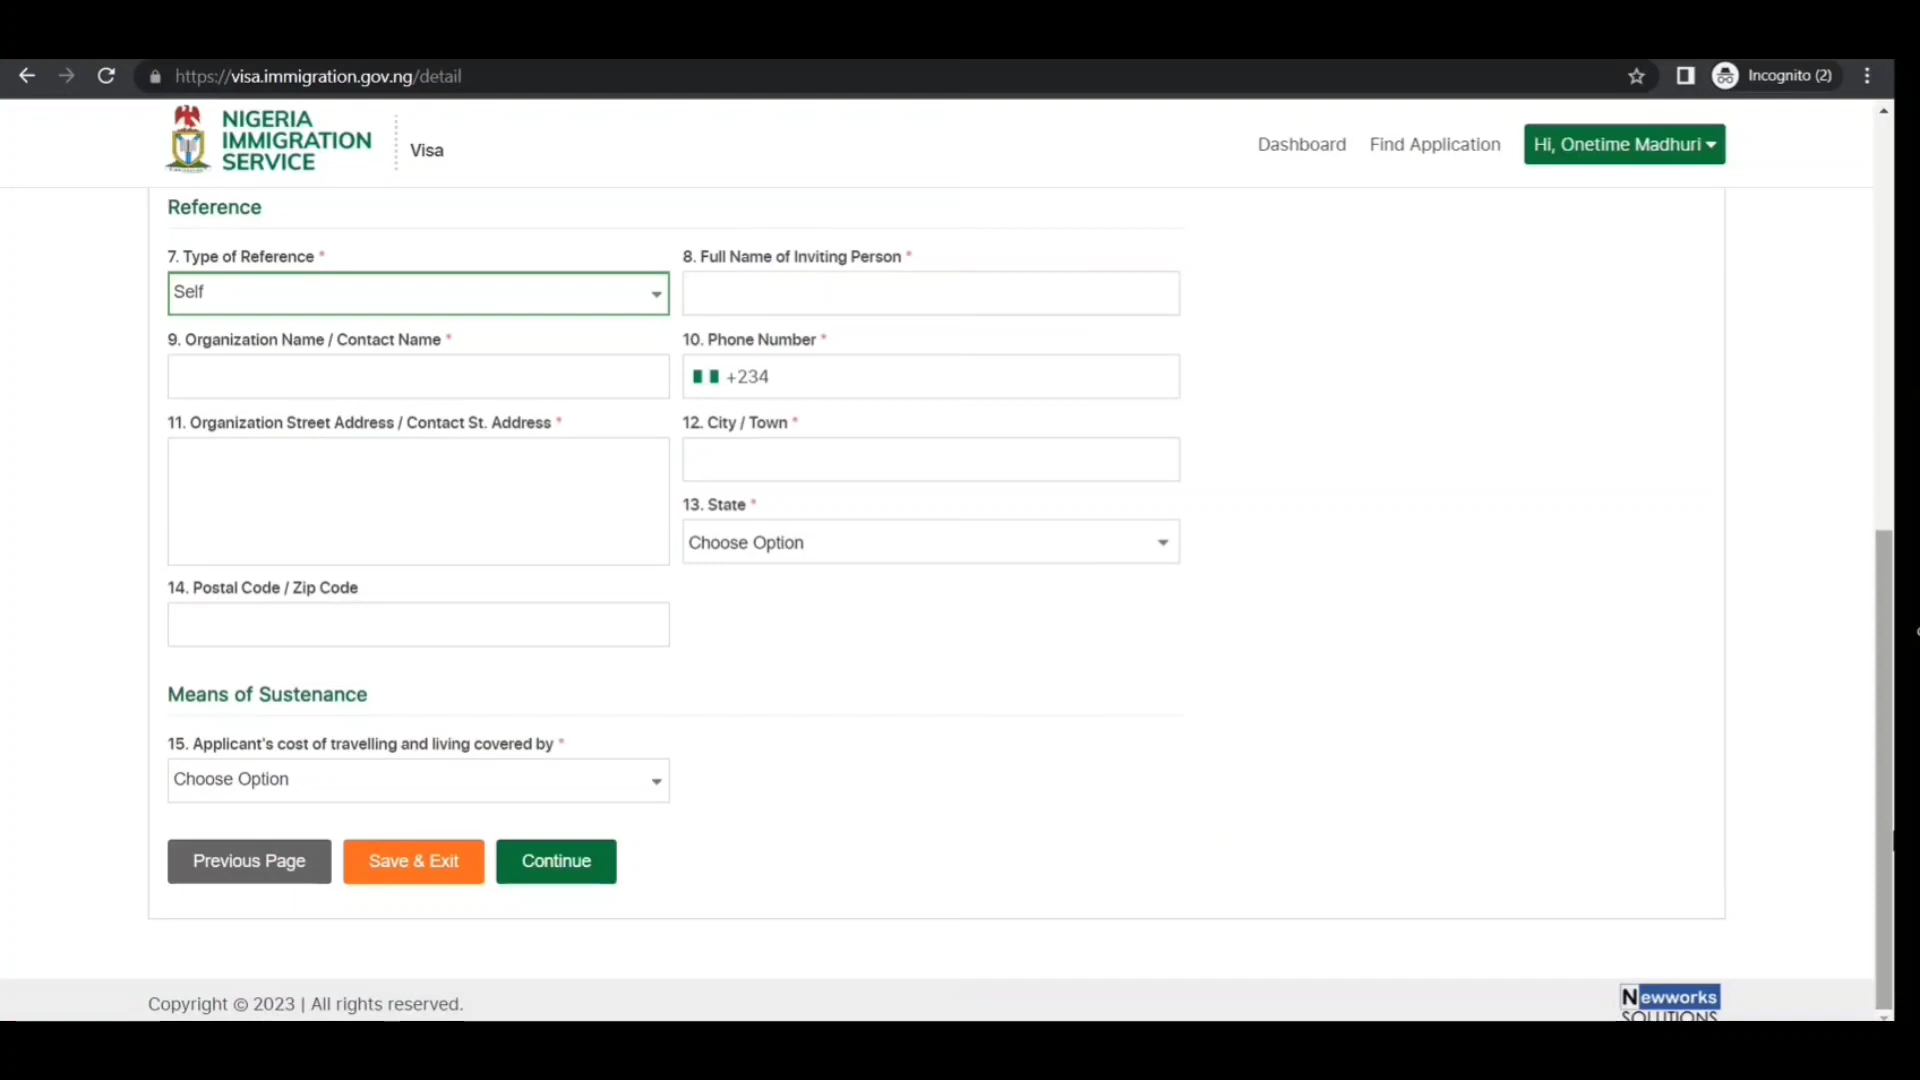 https://visa.immigration.gov.ng/detail
Incognito (2)
NIGERIA
IMMIGRATION
SERVICE
Visa
Dashboard
Find Application
Hi, Onetime Madhuri
Reference
7. Type of Reference *
Self
8. Full Name of Inviting Person *
9. Organization Name / Contact Name *
10. Phone Number *
+234
11. Organization Street Address / Contact St. Address *
12. City / Town *
13. State *
Choose Option
14. Postal Code / Zip Code
Means of Sustenance
15. Applicant's cost of travelling and living covered by *
Choose Option
Previous Page
Save & Exit
Continue
Copyright © 2023 | All rights reserved.
Newworks
SOLUTIONS